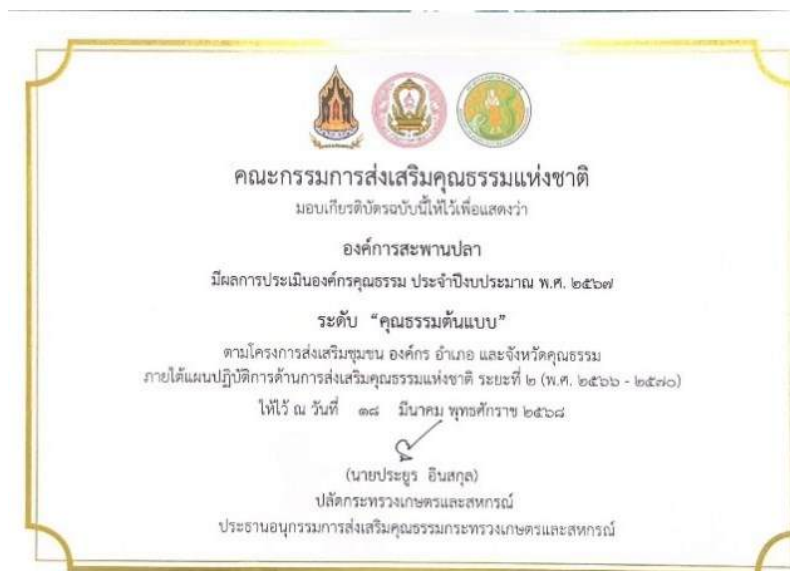 คณะกรรมการส่งเสริมคุณธรรมแห่งชาติ
มอบเกียรติบัตรฉบับนี้ให้ไว้เพื่อแสดงว่า
องค์การสะพานปลา
มีผลการประเมินองค์กรคุณธรรม ประจำปีงบประมาณ พ.ศ. ๒๕๖๗
ระดับ “คุณธรรมต้นแบบ”
ตามโครงการส่งเสริมชุมชน องค์กร อำเภอ และจังหวัดคุณธรรม
ภายใต้แผนปฏิบัติการด้านการส่งเสริมคุณธรรมแห่งชาติ ระยะที่ ๒ (พ.ศ. ๒๕๖๖ - ๒๕๗๐)
ให้ไว้ ณ วันที่ ๑๘ มีนาคม พุทธศักราช ๒๕๖๘
(นายประยูร อินสกุล)
ปลัดกระทรวงเกษตรและสหกรณ์
ประธานอนุกรรมการส่งเสริมคุณธรรมกระทรวงเกษตรและสหกรณ์